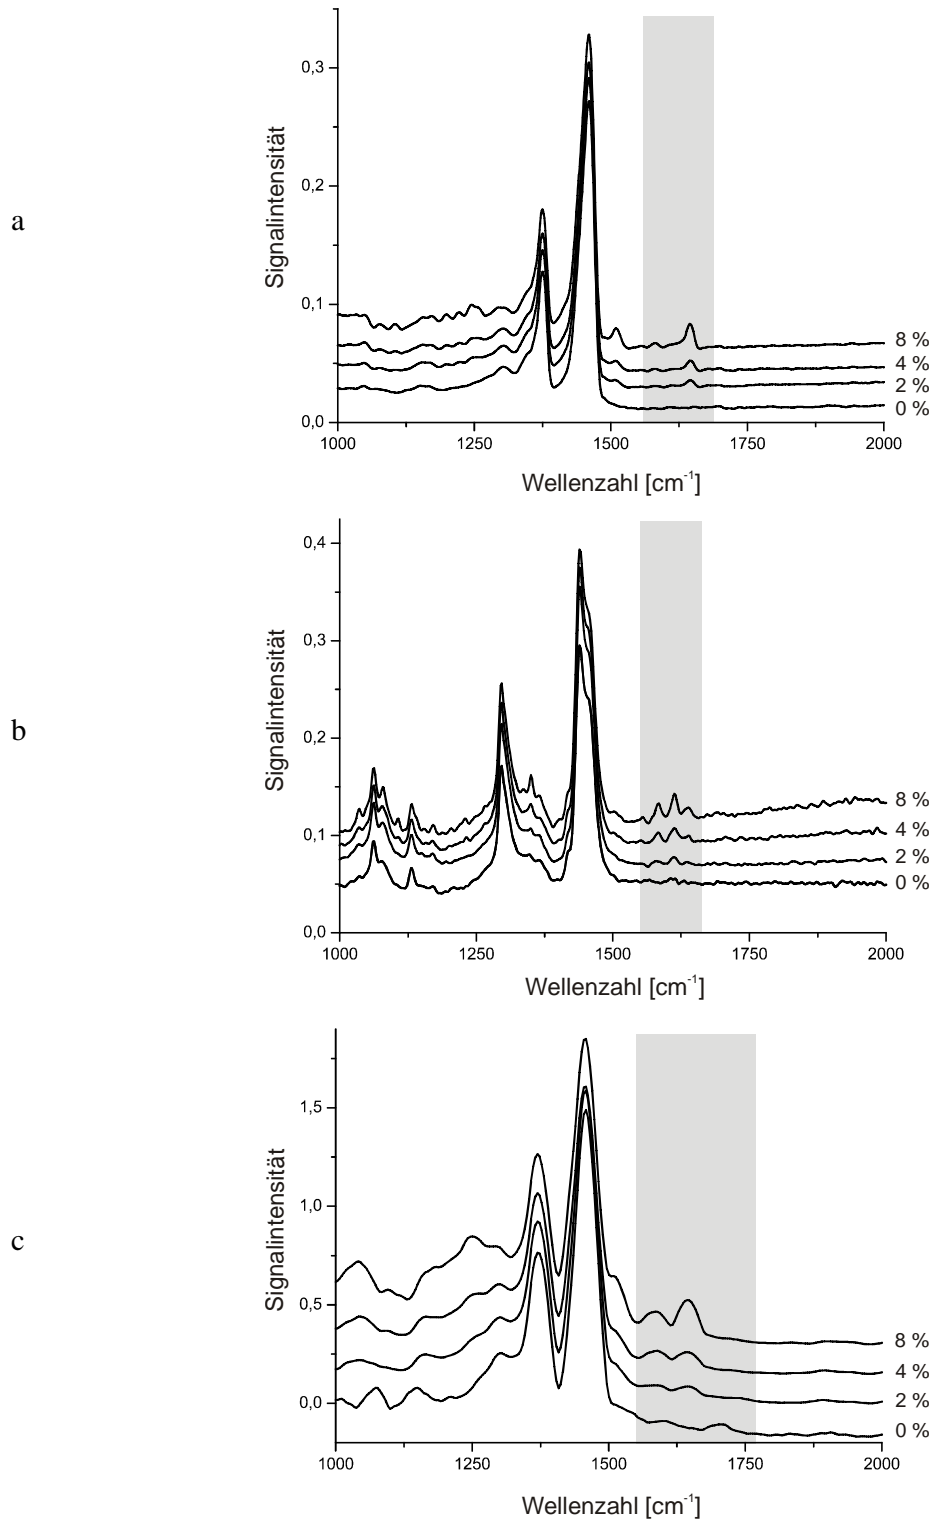 a
Signalintensität
0,3
0,2
0,1
0,0
8 %
4 %
2 %
0 %
1000 1250 1500 1750 2000
Wellenzahl [cm⁻¹]
b
Signalintensität
0,4
0,3
0,2
0,1
0,0
8 %
4 %
2 %
0 %
1000 1250 1500 1750 2000
Wellenzahl [cm⁻¹]
c
Signalintensität
1,5
1,0
0,5
0,0
8 %
4 %
2 %
0 %
1000 1250 1500 1750 2000
Wellenzahl [cm⁻¹]